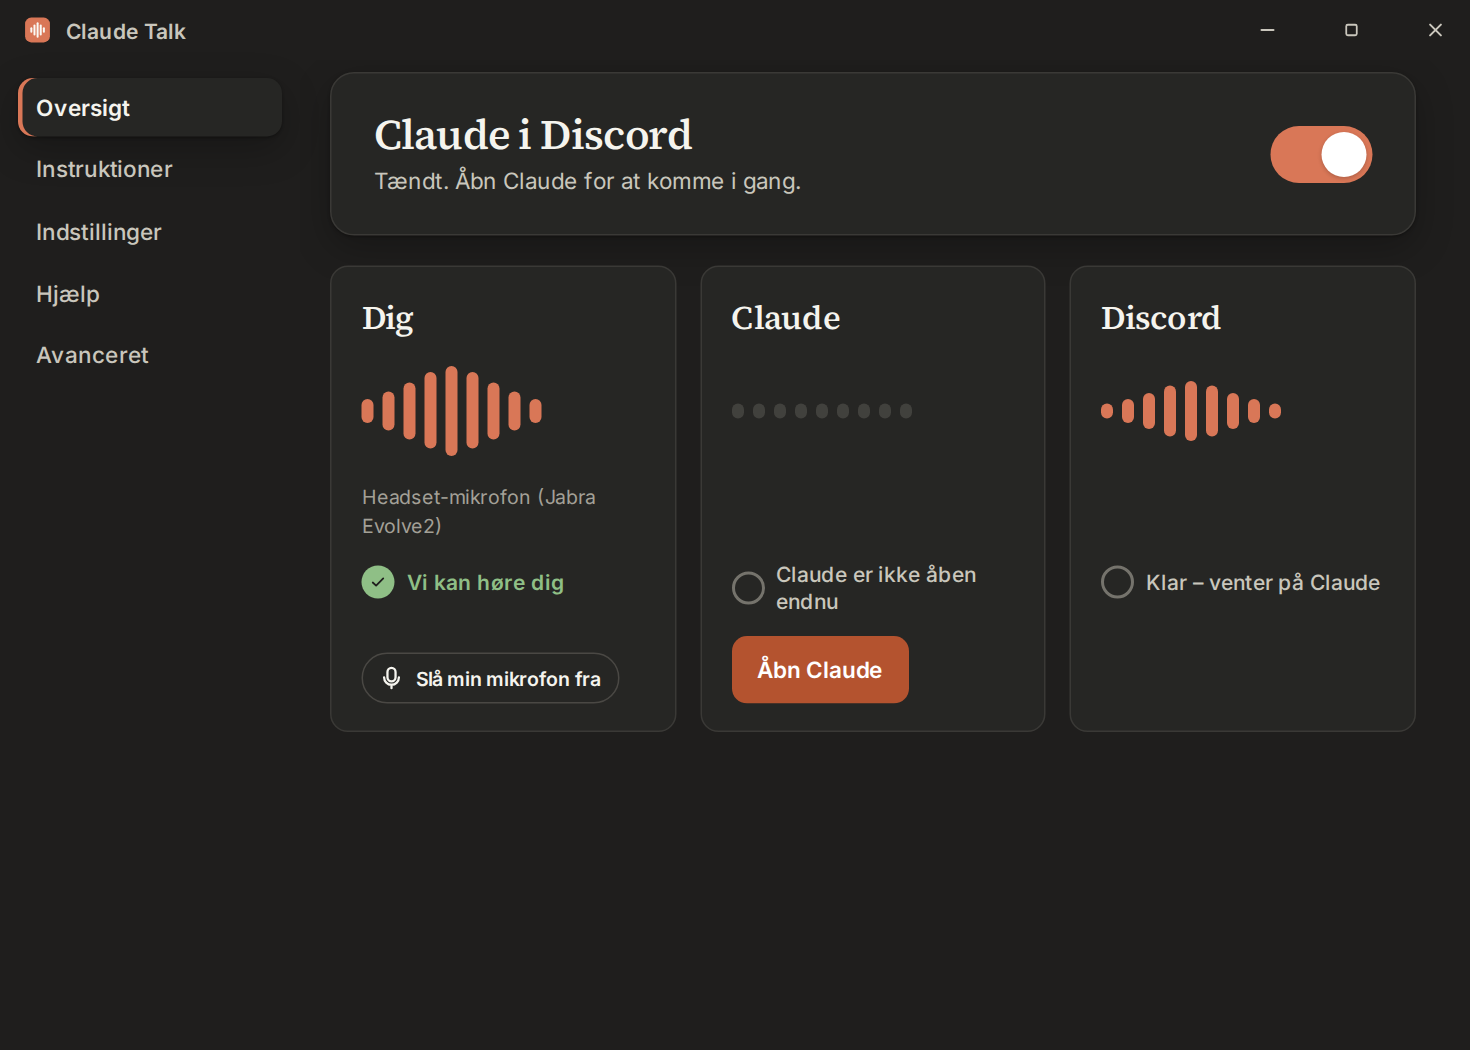 Claude Talk
Oversigt
Instruktioner
Indstillinger
Hjælp
Avanceret
Claude i Discord
Tændt. Åbn Claude for at komme i gang.
Dig
Headset-mikrofon (Jabra
Evolve2)
Vi kan høre dig
Slå min mikrofon fra
Claude
Claude er ikke åben
endnu
Åbn Claude
Discord
Klar – venter på Claude